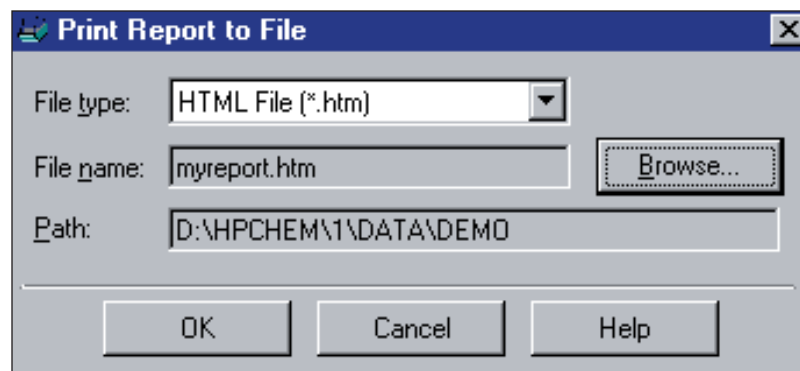 Print Report to File
File type: HTML File (*.htm)
File name: myreport.htm Browse...
Path: D:\HPCHEM\1\DATA\DEMO
OK Cancel Help